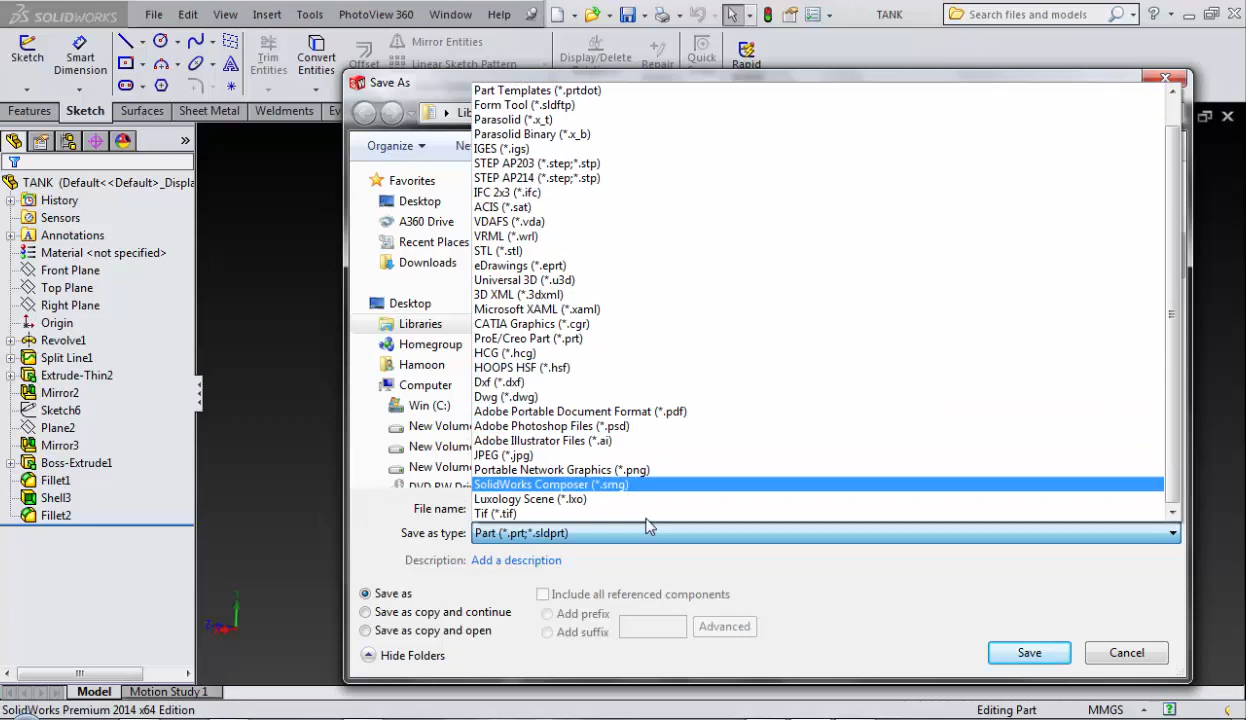 SOLIDWORKS File Edit View Insert Tools PhotoView 360 Window Help TANK Search files and models
Sketch Smart Dimension Trim Entities Convert Entities Offset Mirror Entities Linear Sketch Pattern Display/Delete Repair Quick Rapid
Features Sketch Surfaces Sheet Metal Weldments
Save As
Lib
Organize
Favorites
Desktop
A360 Drive
Recent Places
Downloads
Desktop
Libraries
Homegroup
Hamoon
Computer
Win (C:)
New Volum
New Volum
New Volum
Part Templates (*.prtdot)
Form Tool (*.sldftp)
Parasolid (*.x_t)
Parasolid Binary (*.x_b)
IGES (*.igs)
STEP AP203 (*.step;*.stp)
STEP AP214 (*.step;*.stp)
IFC 2x3 (*.ifc)
ACIS (*.sat)
VDAFS (*.vda)
VRML (*.wrl)
STL (*.stl)
eDrawings (*.eprt)
Universal 3D (*.u3d)
3D XML (*.3dxml)
Microsoft XAML (*.xaml)
CATIA Graphics (*.cgr)
ProE/Creo Part (*.prt)
HCG (*.hcg)
HOOPS HSF (*.hsf)
Dxf (*.dxf)
Dwg (*.dwg)
Adobe Portable Document Format (*.pdf)
Adobe Photoshop Files (*.psd)
Adobe Illustrator Files (*.ai)
JPEG (*.jpg)
Portable Network Graphics (*.png)
SolidWorks Composer (*.smg)
Luxology Scene (*.lxo)
Tif (*.tif)
File name:
Save as type: Part (*.prt;*.sldprt)
Description: Add a description
Save as
Save as copy and continue
Save as copy and open
Include all referenced components
Add prefix
Add suffix
Advanced
Hide Folders
Save Cancel
TANK (Default<<Default>_Displa
History
Sensors
Annotations
Material <not specified>
Front Plane
Top Plane
Right Plane
Origin
Revolve1
Split Line1
Extrude-Thin2
Mirror2
Sketch6
Plane2
Mirror3
Boss-Extrude1
Fillet1
Shell3
Fillet2
Model Motion Study 1
SolidWorks Premium 2014 x64 Edition Editing Part MMGS